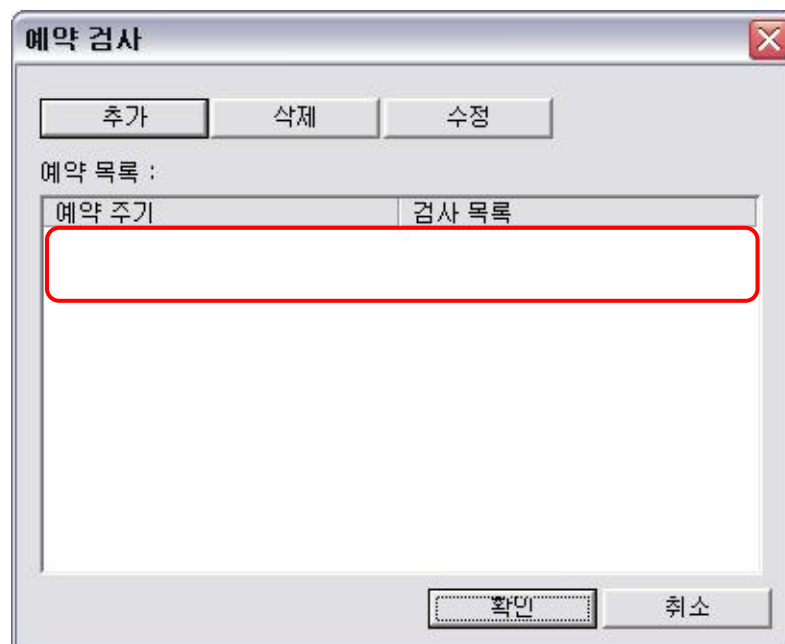 예약 검사
추가 삭제 수정
예약 목록 :
예약 주기 검사 목록
확인 취소